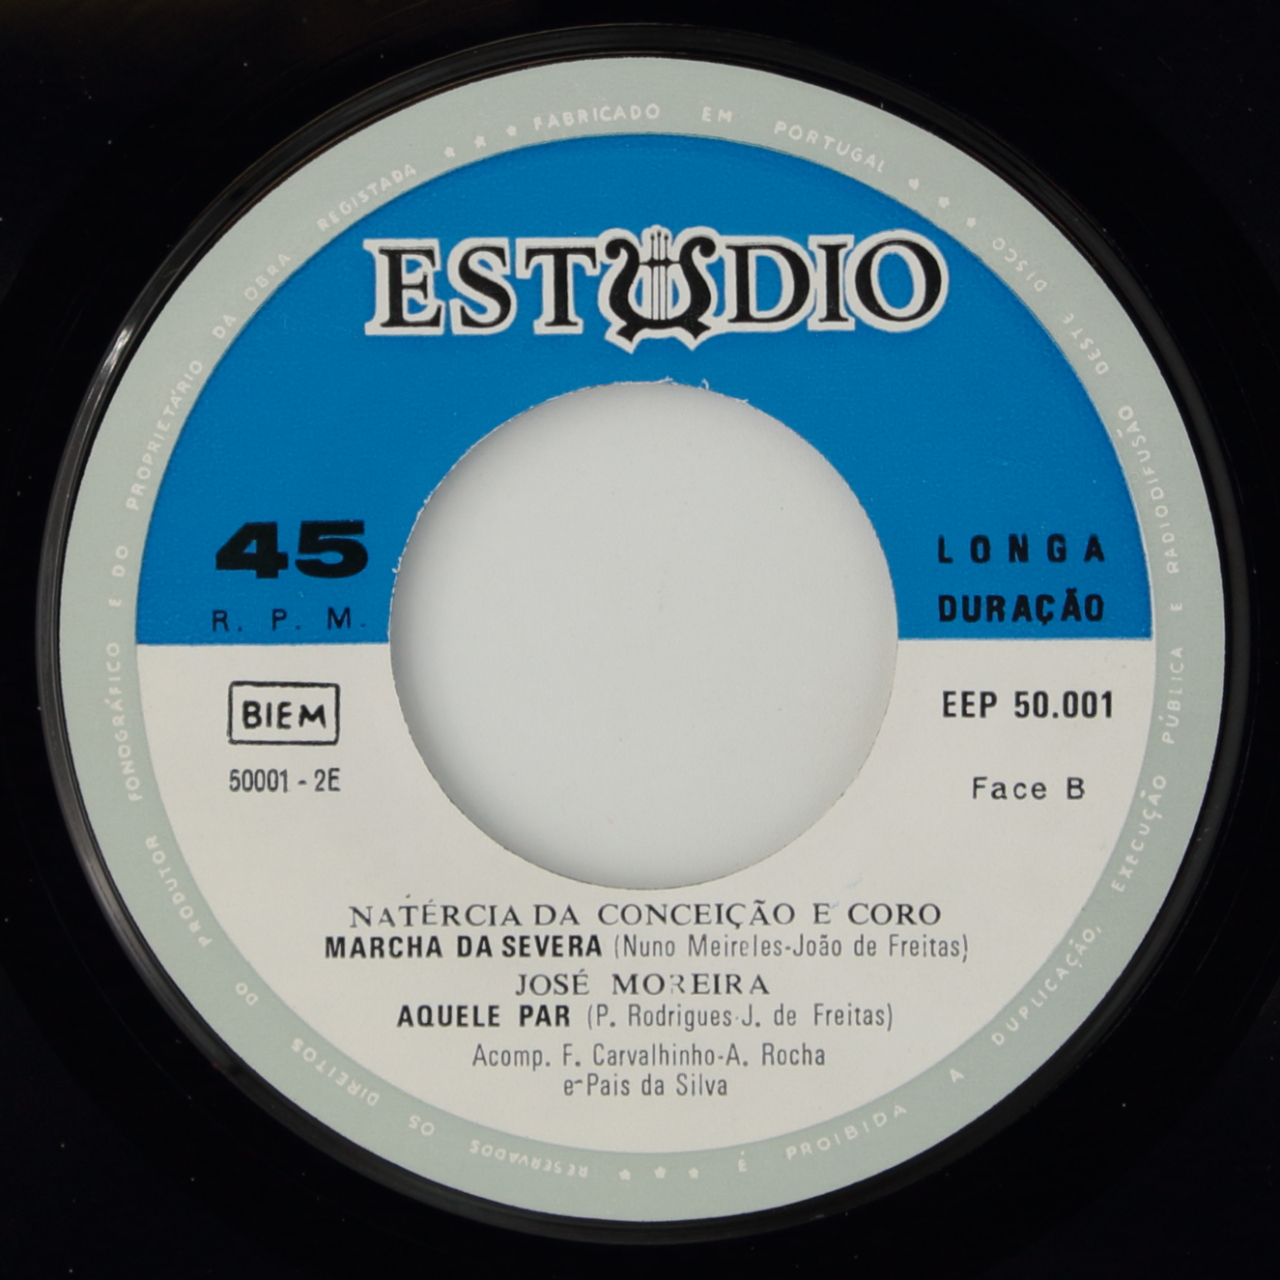 ★ ★ ★ FABRICADO EM PORTUGAL ★ ★ ★
ESTUDIO
45
R. P. M.
LONGA
DURAÇÃO
BIEM
50001 - 2E
EEP 50.001
Face B
NATÉRCIA DA CONCEIÇÃO E CORO
MARCHA DA SEVERA (Nuno Meireles-João de Freitas)
JOSÉ MOREIRA
AQUELE PAR (P. Rodrigues-J. de Freitas)
Acomp. F. Carvalhinho-A. Rocha
e Pais da Silva
RESERVADOS OS DIREITOS DO PRODUTOR FONOGRÁFICO E DO PROPRIETÁRIO DA OBRA REGISTADA
★ ★ ★ É PROIBIDA A DUPLICAÇÃO, EXECUÇÃO PÚBLICA E RADIODIFUSÃO DESTE DISCO